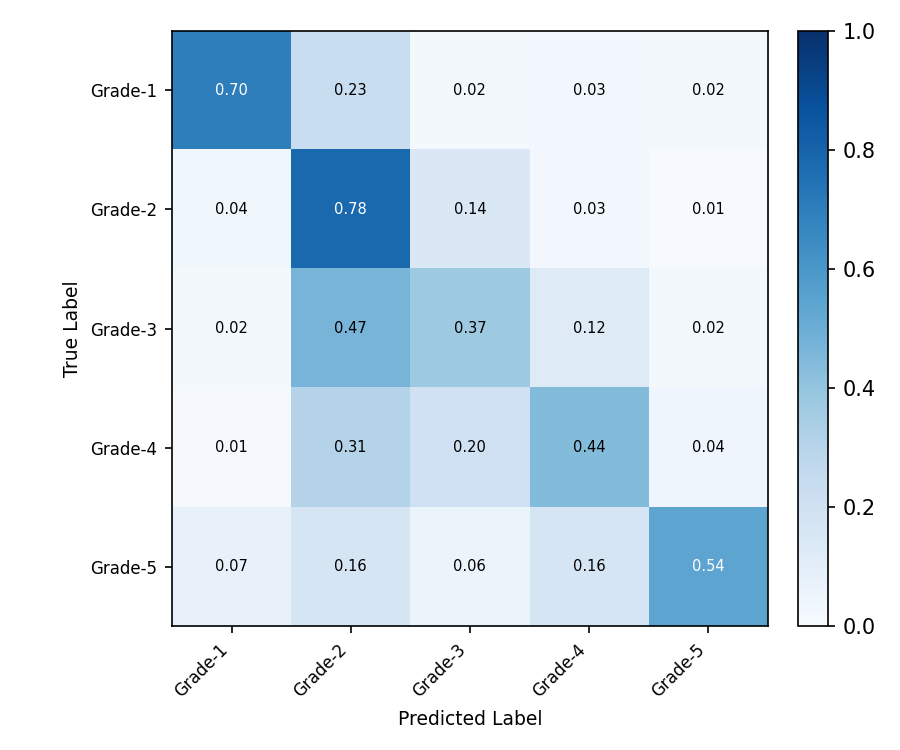 1.0
Grade-1 0.70 0.23 0.02 0.03 0.02
0.8
Grade-2 0.04 0.78 0.14 0.03 0.01
0.6
True Label
Grade-3 0.02 0.47 0.37 0.12 0.02
0.4
Grade-4 0.01 0.31 0.20 0.44 0.04
0.2
Grade-5 0.07 0.16 0.06 0.16 0.54
0.0
Grade-1 Grade-2 Grade-3 Grade-4 Grade-5
Predicted Label